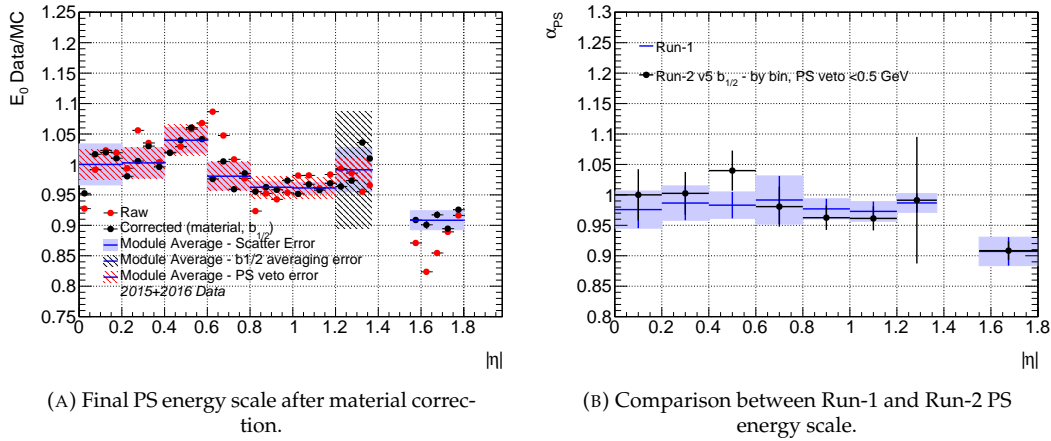 E₀ Data/MC
1.25
1.2
1.15
1.1
1.05
1
0.95
0.9
0.85
0.8
0.75
Raw
Corrected (material, b₁/₂)
Module Average - Scatter Error
Module Average - b1/2 averaging error
Module Average - PS veto error
2015+2016 Data
0 0.2 0.4 0.6 0.8 1 1.2 1.4 1.6 1.8
|η|
(A) Final PS energy scale after material correc-
tion.
α_PS
1.3
1.25
1.2
1.15
1.1
1.05
1
0.95
0.9
0.85
0.8
Run-1
Run-2 v5 b₁/₂ - by bin, PS veto <0.5 GeV
0 0.2 0.4 0.6 0.8 1 1.2 1.4 1.6 1.8
|η|
(B) Comparison between Run-1 and Run-2 PS
energy scale.